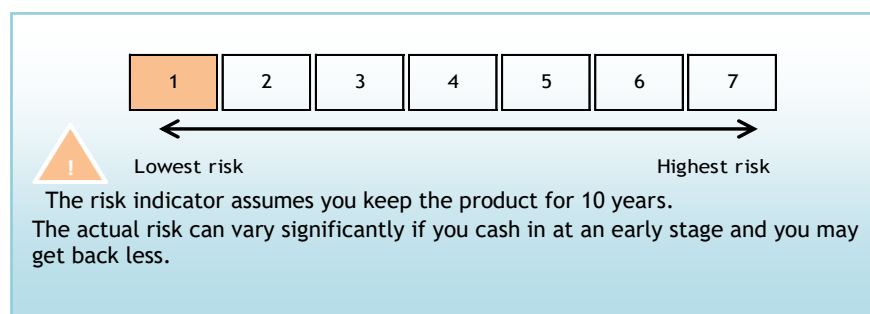 1 2 3 4 5 6 7
! Lowest risk Highest risk
The risk indicator assumes you keep the product for 10 years.
The actual risk can vary significantly if you cash in at an early stage and you may
get back less.